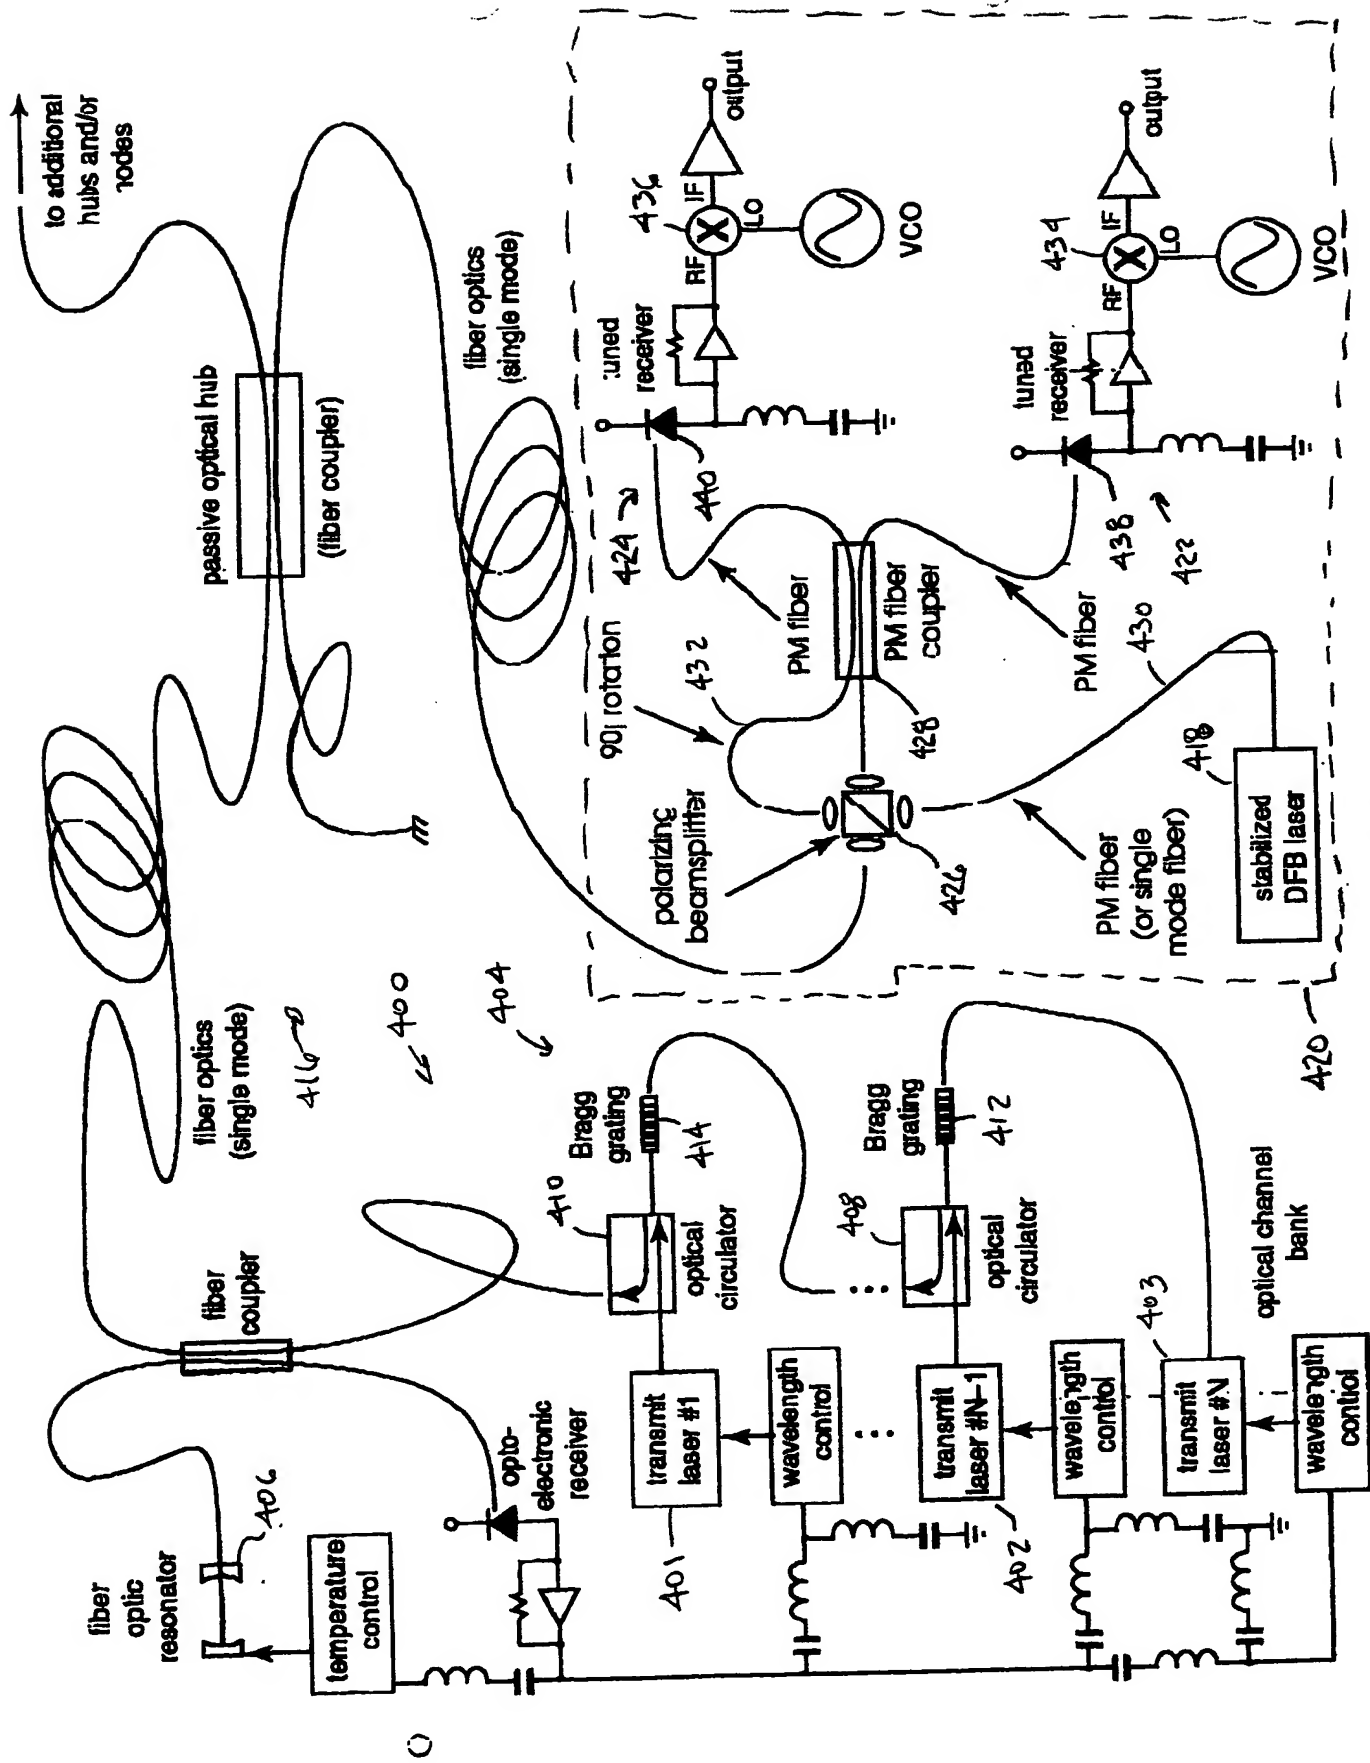 to additional
hubs and/or
nodes
passive optical hub
(fiber coupler)
fiber optics
(single mode)
fiber optics
(single mode)
416
400
404
fiber
coupler
fiber
optic
resonator
406
temperature
control
opto-
electronic
receiver
410
Bragg
grating
414
optical
circulator
408
Bragg
grating
412
optical
circulator
transmit
laser #1
401
wavelength
control
transmit
laser #N-1
402
wavelength
control
403
transmit
laser #N
wavelength
control
optical channel
bank
424
tuned
receiver
440
RF
436
IF
LO
VCO
output
tuned
receiver
438
422
RF
434
IF
LO
VCO
output
90¡ rotation
432
PM fiber
PM fiber
coupler
428
PM fiber
430
polarizing
beamsplitter
426
PM fiber
(or single
mode fiber)
418
stabilized
DFB laser
420